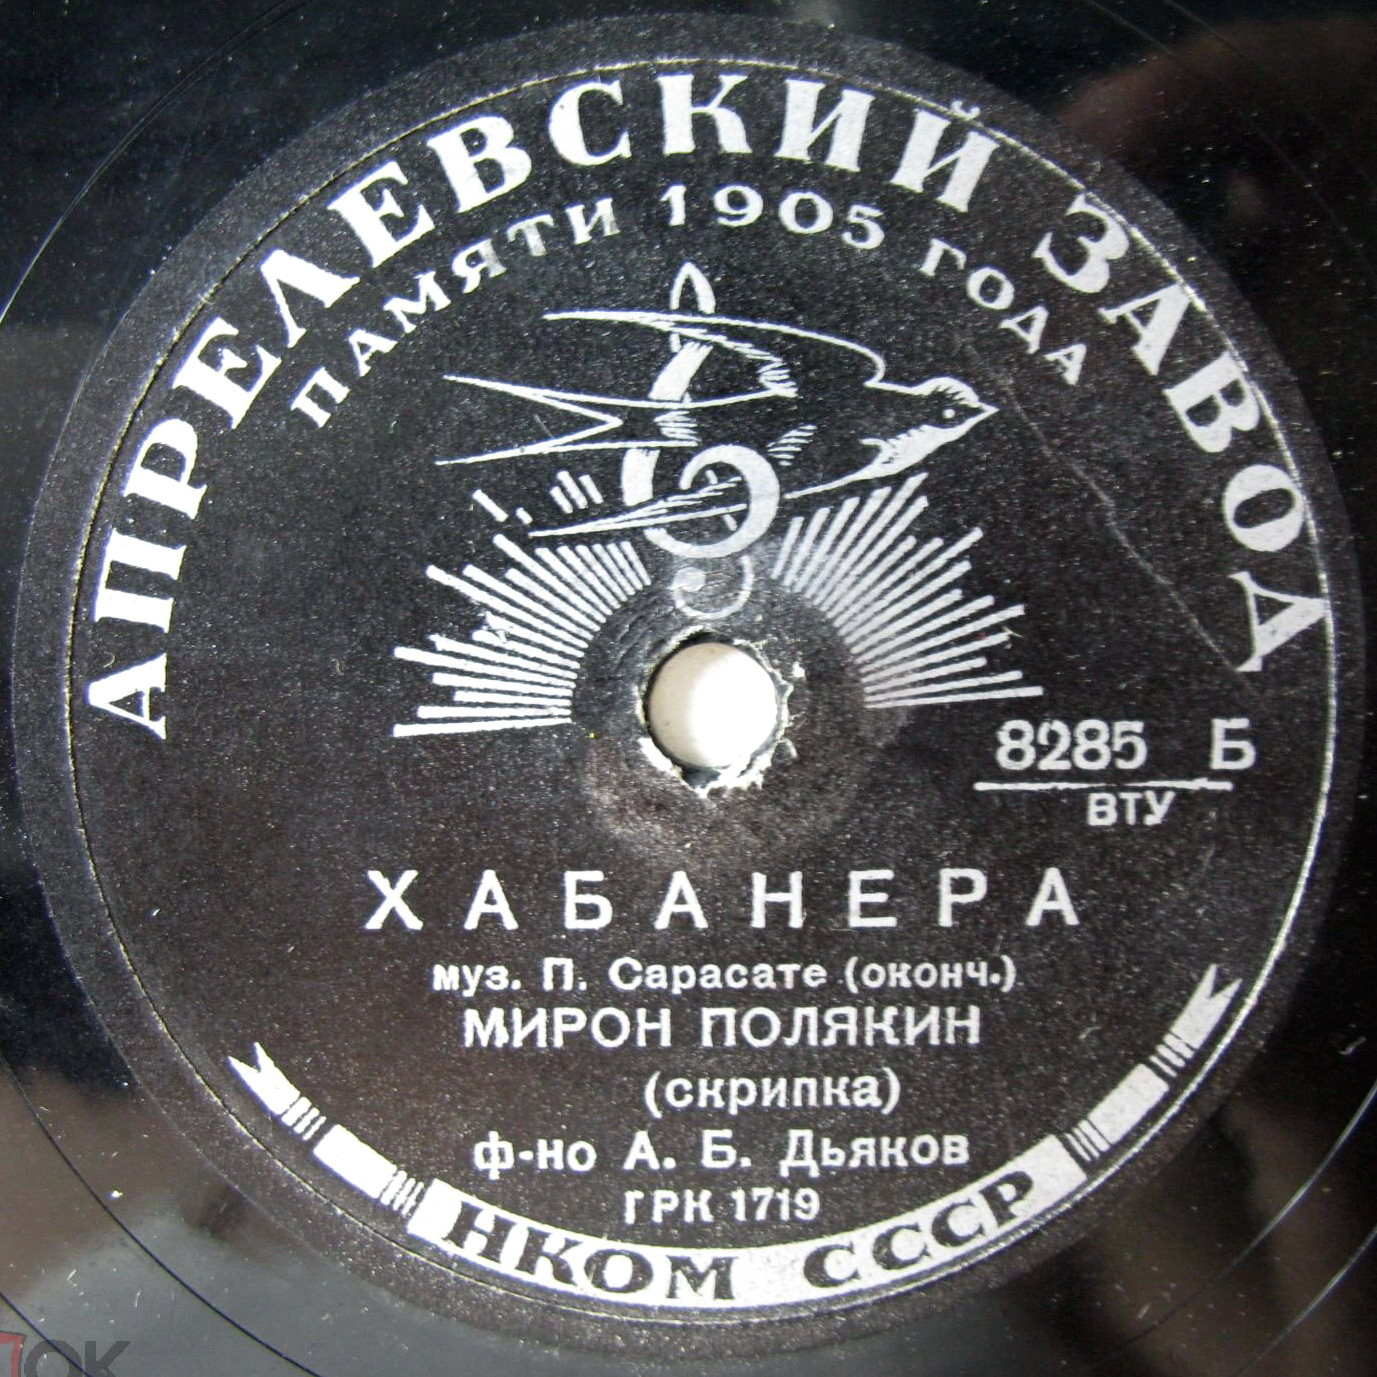 АПРЕЛЕВСКИЙ ЗАВОД
ПАМЯТИ 1905 ГОДА
8285 Б
ВТУ
ХАБАНЕРА
муз. П. Сарасате (оконч.)
МИРОН ПОЛЯКИН
(скрипка)
ф-но А. Б. Дьяков
ГРК 1719
НКОМ СССР
ОК